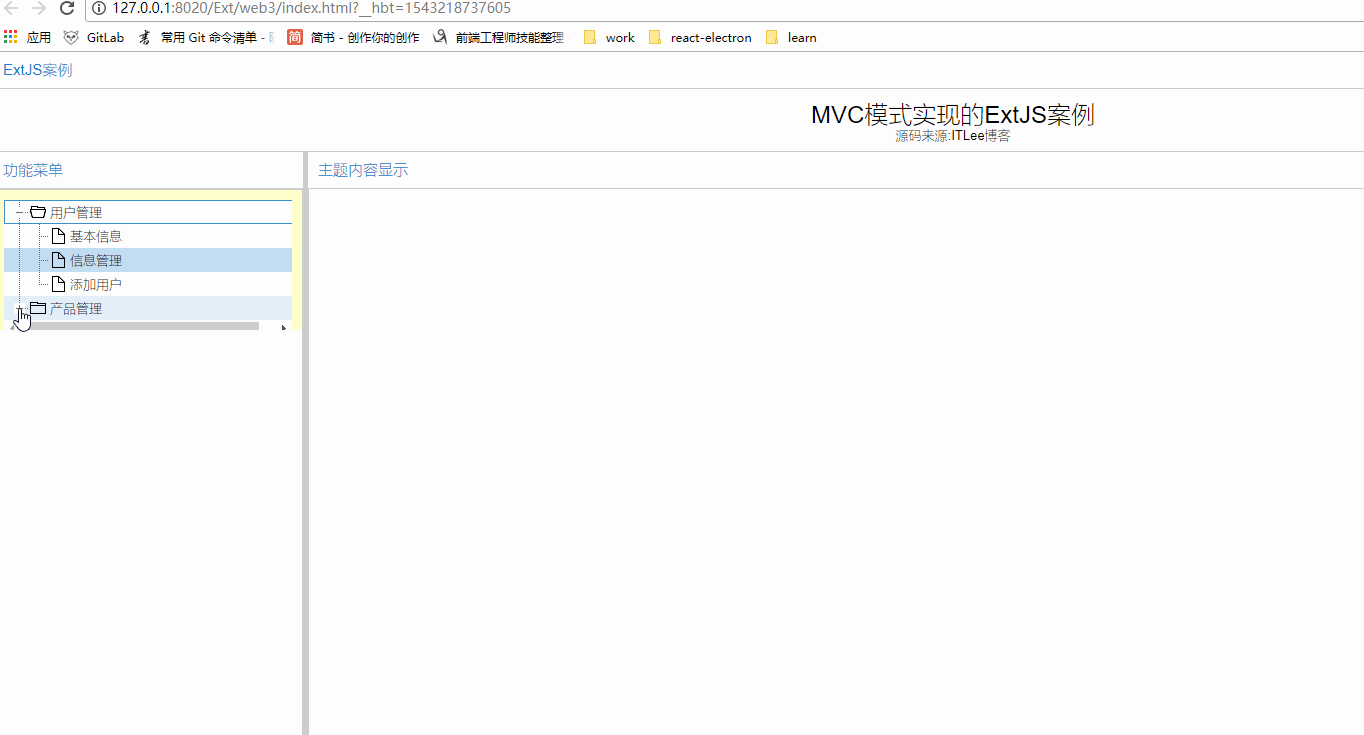 127.0.0.1:8020/Ext/web3/index.html?__hbt=1543218737605
应用 GitLab 常用 Git 命令清单 - 简 简书 - 创作你的创作 前端工程师技能整理 work react-electron learn
ExtJS案例
MVC模式实现的ExtJS案例
源码来源:ITLee博客
功能菜单 主题内容显示
用户管理
基本信息
信息管理
添加用户
产品管理